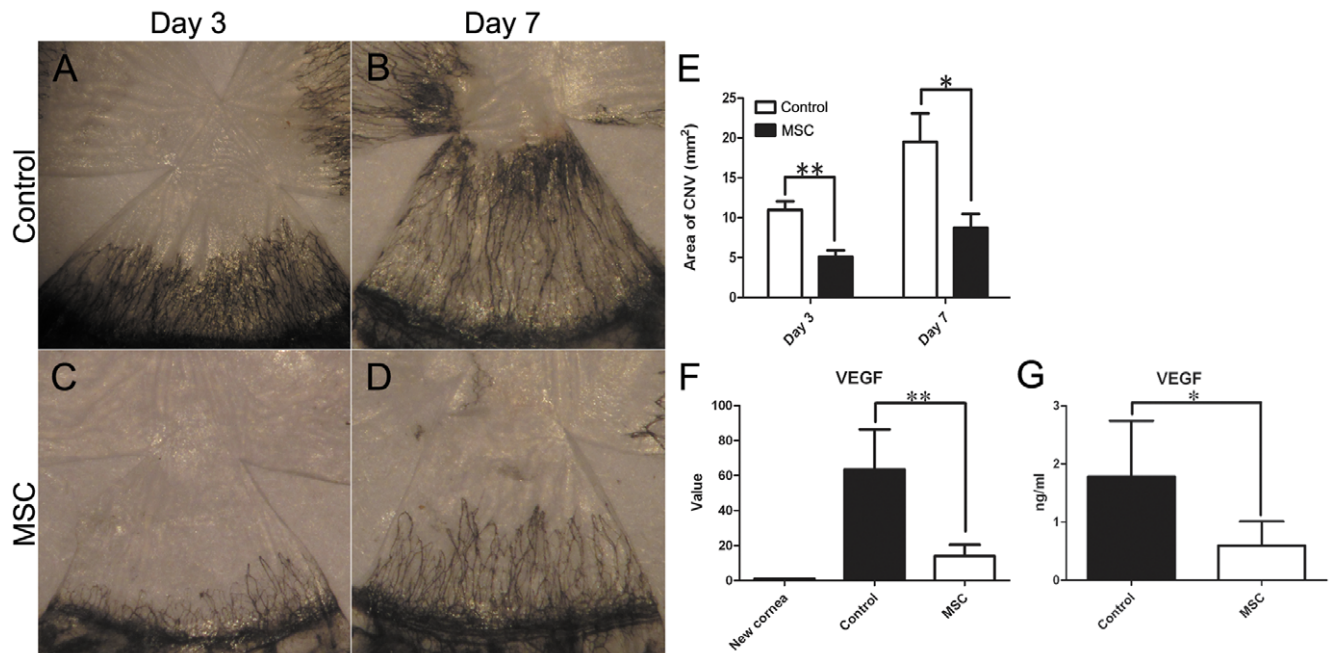 Day 3
Day 7
Control
MSC
A
B
C
D
E
Area of CNV (mm²)
25
20
15
10
5
0
Control
MSC
**
*
Day 3
Day 7
F
VEGF
Value
100
80
60
40
20
0
**
New cornea
Control
MSC
G
VEGF
ng/ml
3
2
1
0
*
Control
MSC